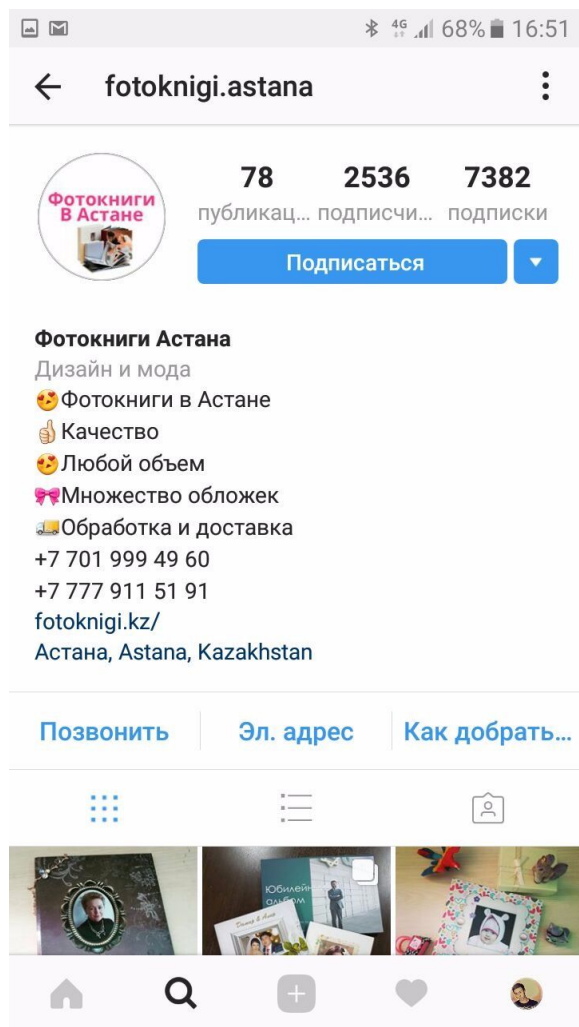 4G 68% 16:51
fotoknigi.astana
Фотокниги
В Астане
78 2536 7382
публикац... подписчи... подписки
Подписаться
Фотокниги Астана
Дизайн и мода
😍Фотокниги в Астане
👍🏻Качество
😍Любой объем
🎀Множество обложек
🚚Обработка и доставка
+7 701 999 49 60
+7 777 911 51 91
fotoknigi.kz/
Астана, Astana, Kazakhstan
Позвонить Эл. адрес Как добрать...